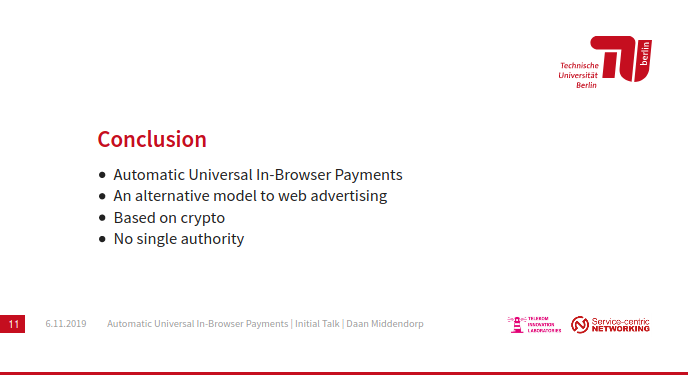 Technische
Universität
Berlin
berlin
Conclusion
● Automatic Universal In-Browser Payments
● An alternative model to web advertising
● Based on crypto
● No single authority
11 6.11.2019 Automatic Universal In-Browser Payments | Initial Talk | Daan Middendorp
TELEKOM
INNOVATION
LABORATORIES
Service-centric
NETWORKING